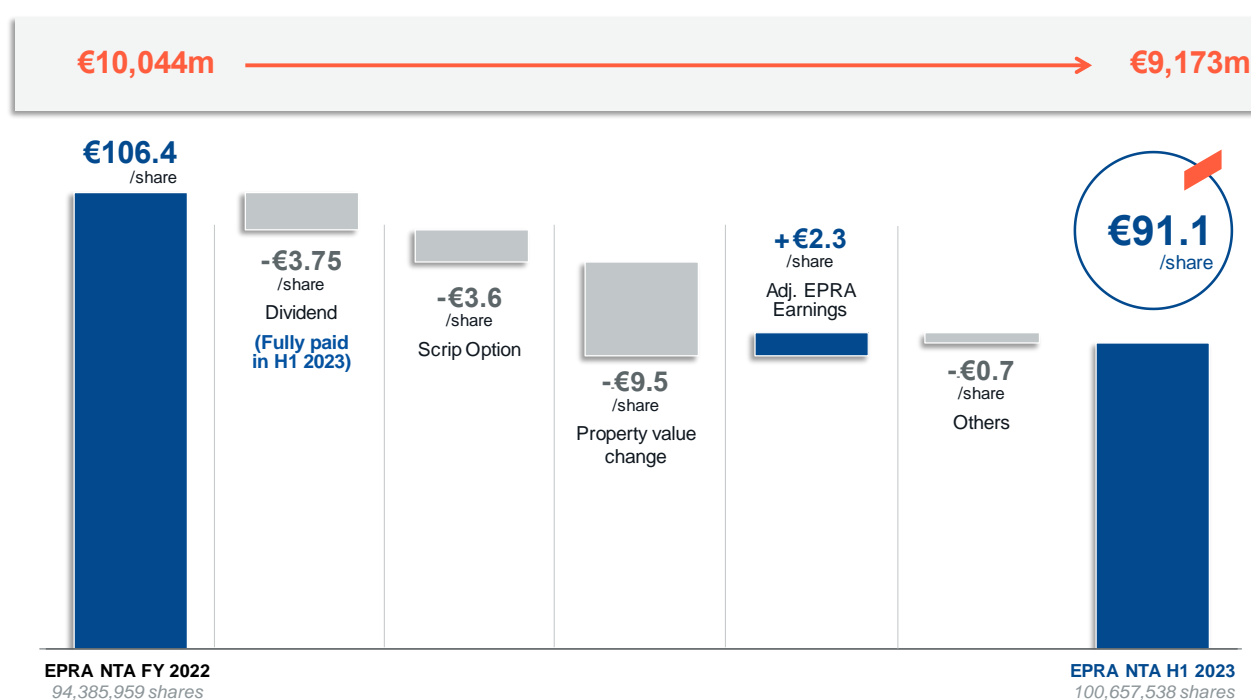 €10,044m
€9,173m
€106.4
/share
-€3.75
/share
Dividend
(Fully paid
in H1 2023)
-€3.6
/share
Scrip Option
-€9.5
/share
Property value
change
+€2.3
/share
Adj. EPRA
Earnings
-€0.7
/share
Others
€91.1
/share
EPRA NTA FY 2022
94,385,959 shares
EPRA NTA H1 2023
100,657,538 shares